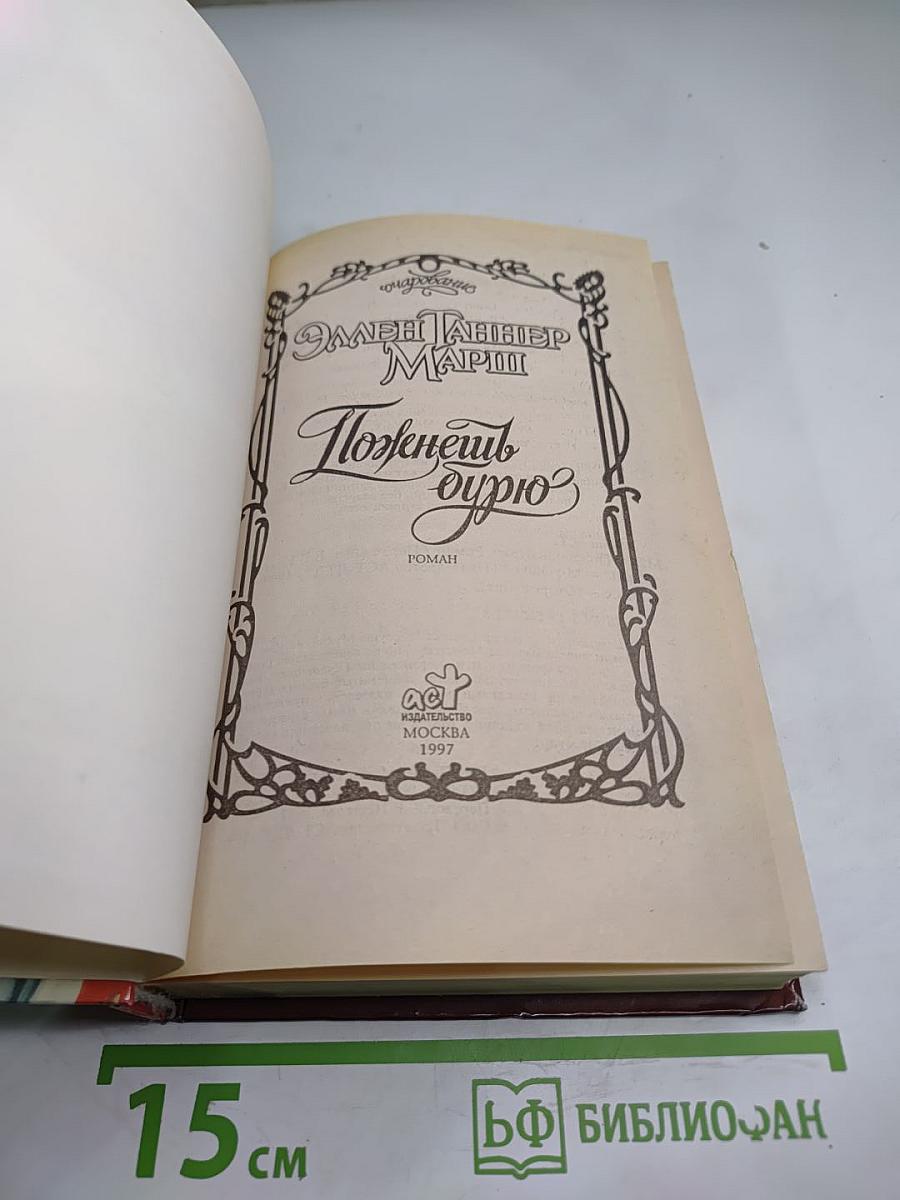 очарование
ЭЛЛЕН ТАННЕР
МАРШ
Пожнешь
бурю
РОМАН
аст
ИЗДАТЕЛЬСТВО
МОСКВА
1997
15 см
БФ БИБЛИОФАН